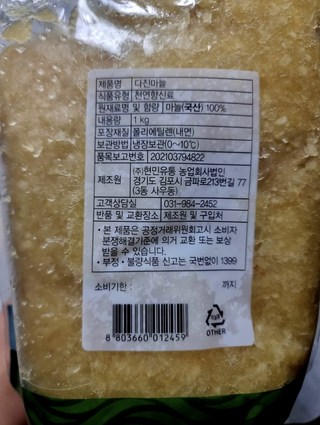 제품명 다진마늘
식품유형 천연향신료
원재료명 및 함량 마늘(국산) 100%
내용량 1 kg
포장재질 폴리에틸렌(내면)
보관방법 냉장보관(0~10℃)
품목보고번호 202103794822
제조원 (주)현민유통 농업회사법인
경기도 김포시 금파로213번길 77
(3동 사우동)
고객상담실 031-984-2452
반품 및 교환장소 제조원 및 구입처
• 본 제품은 공정거래위원회고시 소비자
분쟁해결기준에 의거 교환 또는 보상
받을 수 있습니다.
• 부정 • 불량식품 신고는 국번없이 1399
소비기한 : 까지
8 803660 012459
OTHER